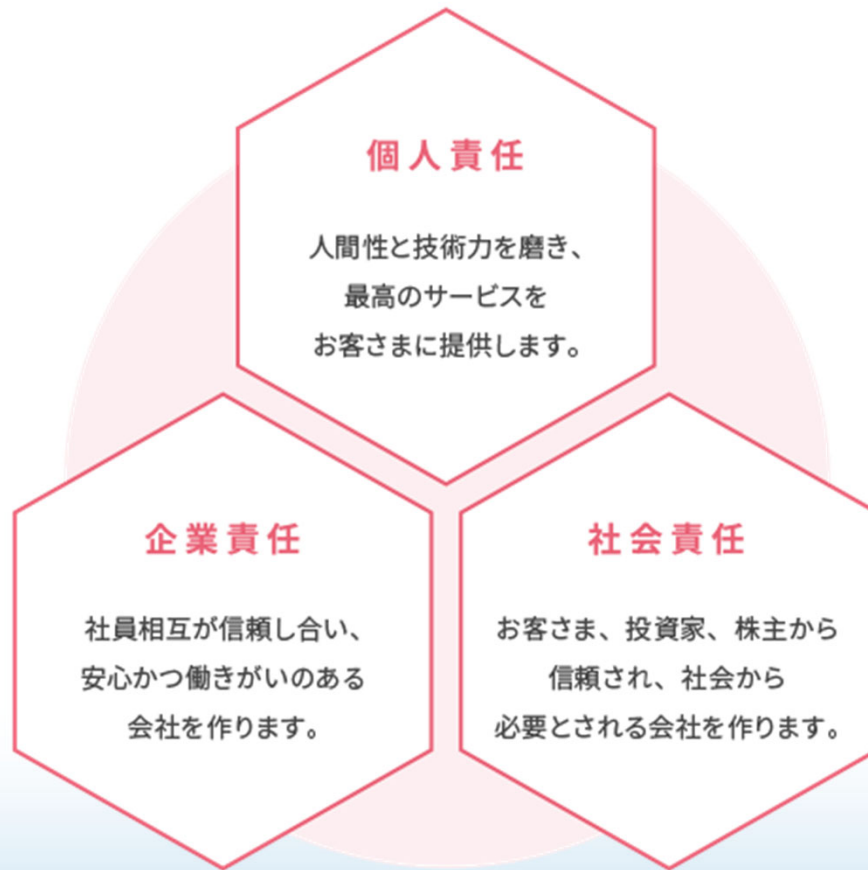 個人責任
人間性と技術力を磨き、
最高のサービスを
お客さまに提供します。
企業責任
社員相互が信頼し合い、
安心かつ働きがいのある
会社を作ります。
社会責任
お客さま、投資家、株主から
信頼され、社会から
必要とされる会社を作ります。